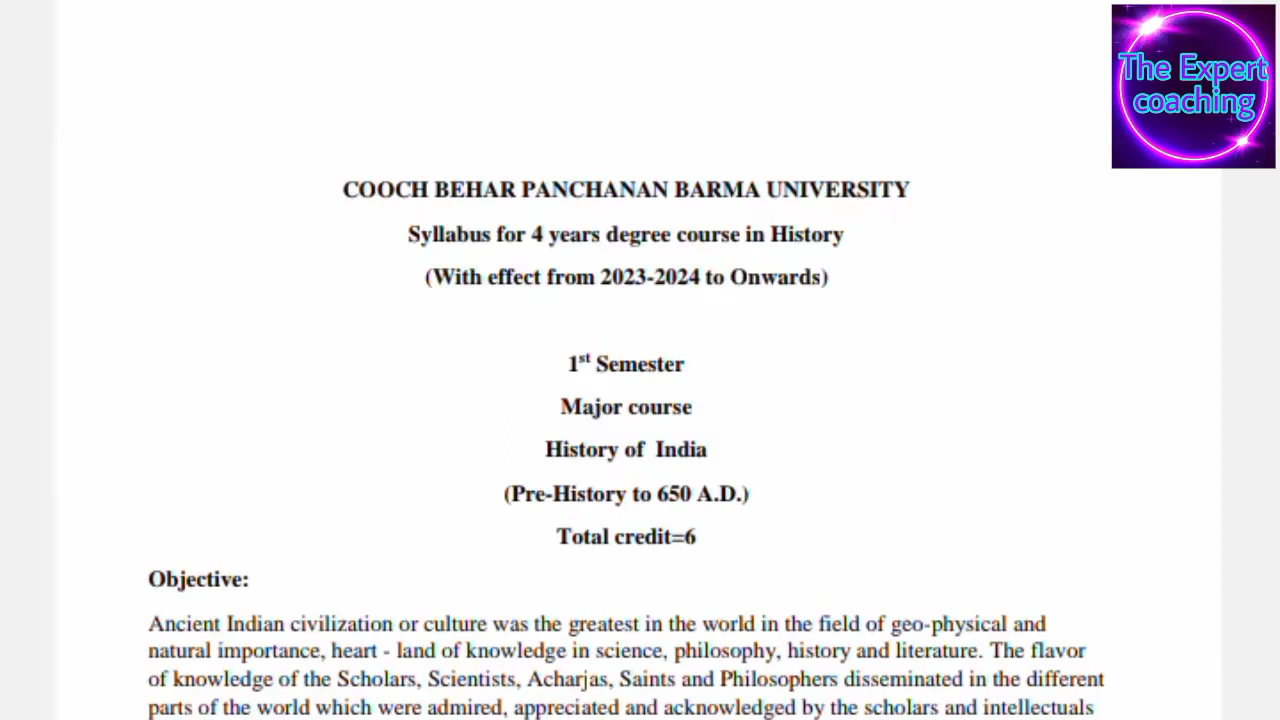 The Expert
coaching
COOCH BEHAR PANCHANAN BARMA UNIVERSITY
Syllabus for 4 years degree course in History
(With effect from 2023-2024 to Onwards)
1st Semester
Major course
History of India
(Pre-History to 650 A.D.)
Total credit=6
Objective:
Ancient Indian civilization or culture was the greatest in the world in the field of geo-physical and
natural importance, heart - land of knowledge in science, philosophy, history and literature. The flavor
of knowledge of the Scholars, Scientists, Acharjas, Saints and Philosophers disseminated in the different
parts of the world which were admired, appreciated and acknowledged by the scholars and intellectuals